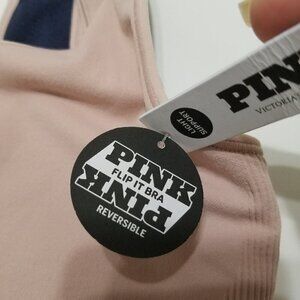 LIGHT
SUPPORT
PINK
VICTORIA
PINK
FLIP IT BRA
PINK
REVERSIBLE